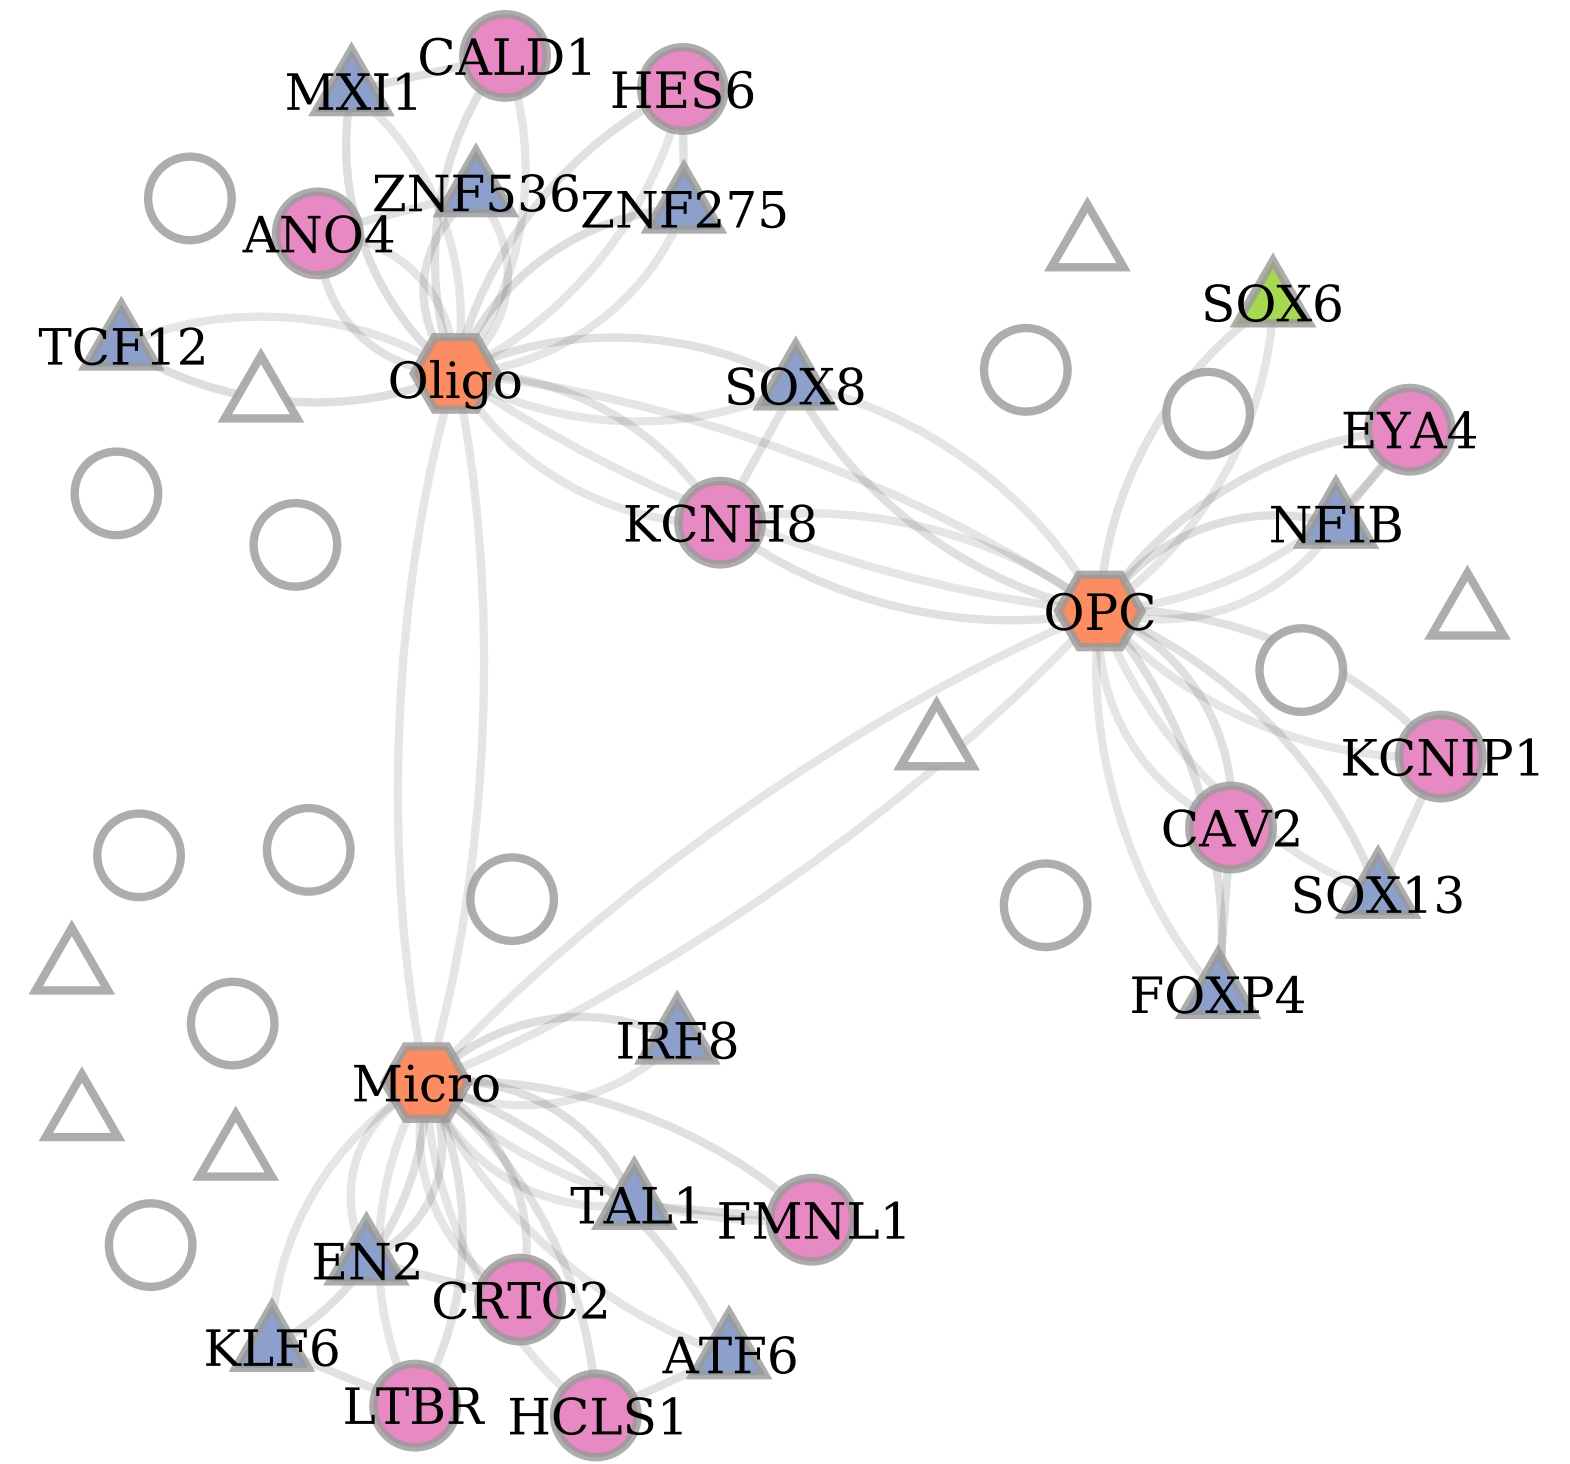 CALD1
MXI1
HES6
ZNF536
ZNF275
ANO4
SOX6
TCF12
Oligo
SOX8
EYA4
KCNH8
NFIB
OPC
KCNIP1
CAV2
SOX13
FOXP4
IRF8
Micro
TAL1
FMNL1
EN2
CRTC2
KLF6
ATF6
LTBR
HCLS1